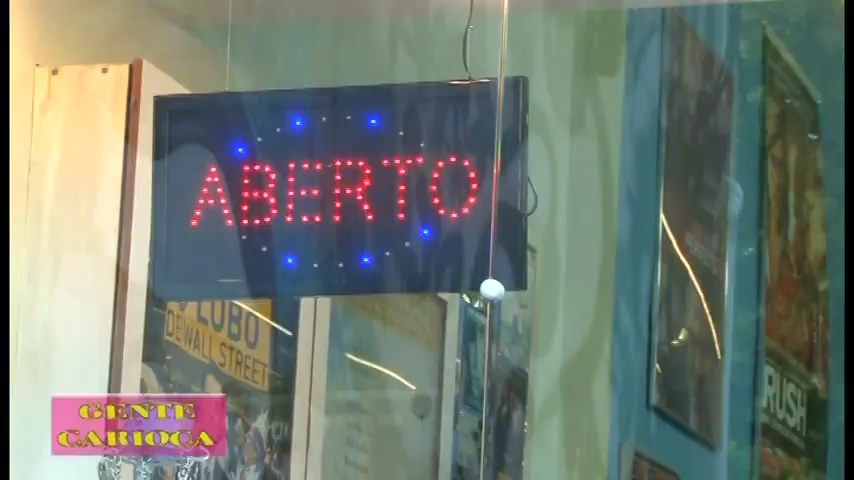 ABERTO
O LOBO
DE WALL STREET
RUSH
GENTE
CARIOCA